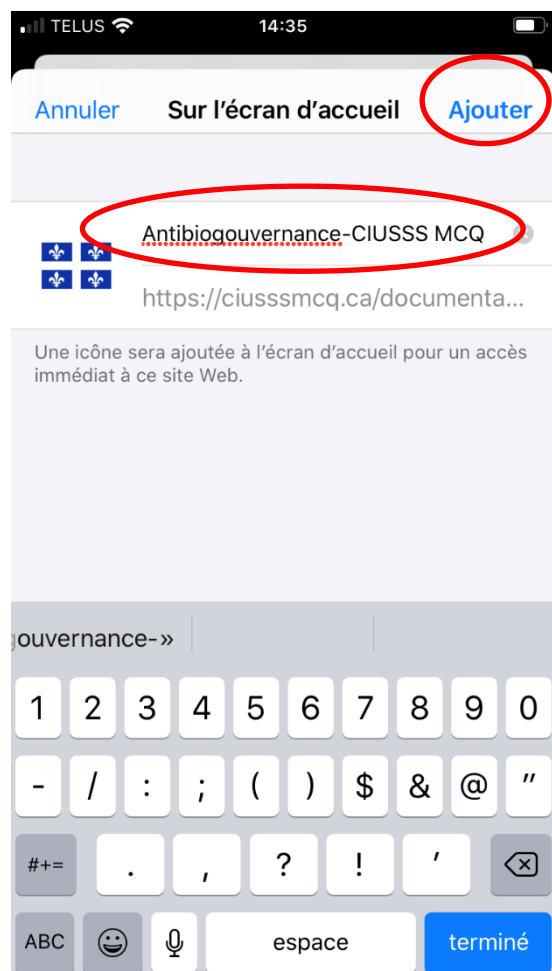 TELUS 14:35
Annuler Sur l’écran d’accueil Ajouter
Antibiogouvernance-CIUSSS MCQ
https://ciusssmcq.ca/documenta...
Une icône sera ajoutée à l’écran d’accueil pour un accès
immédiat à ce site Web.
gouvernance-»
1 2 3 4 5 6 7 8 9 0
- / : ; ( ) $ & @ "
#+= . , ? ! '
ABC espace terminé